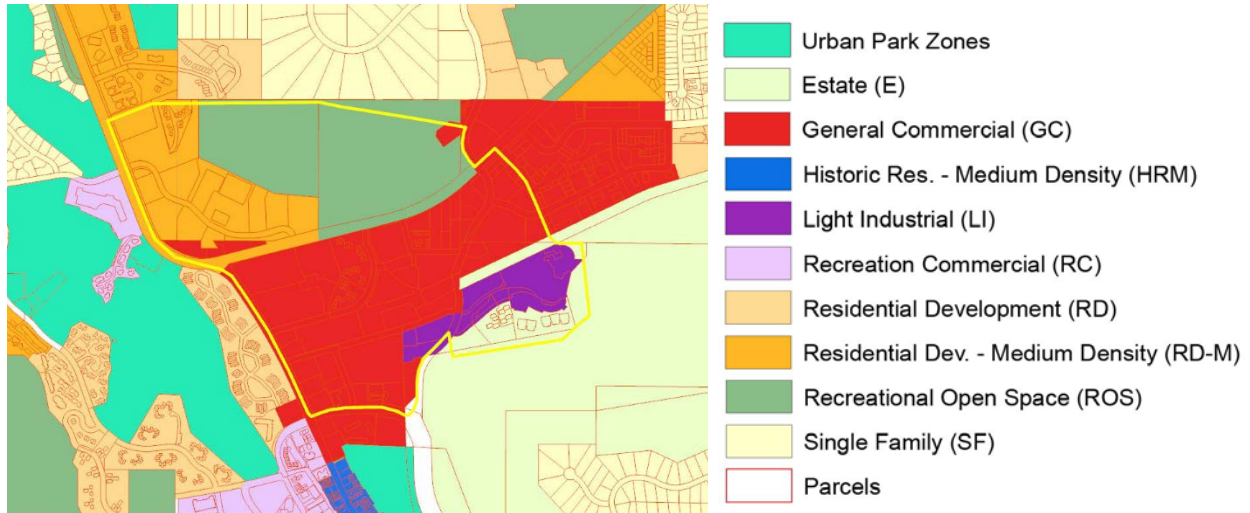 Urban Park Zones
Estate (E)
General Commercial (GC)
Historic Res. - Medium Density (HRM)
Light Industrial (LI)
Recreation Commercial (RC)
Residential Development (RD)
Residential Dev. - Medium Density (RD-M)
Recreational Open Space (ROS)
Single Family (SF)
Parcels